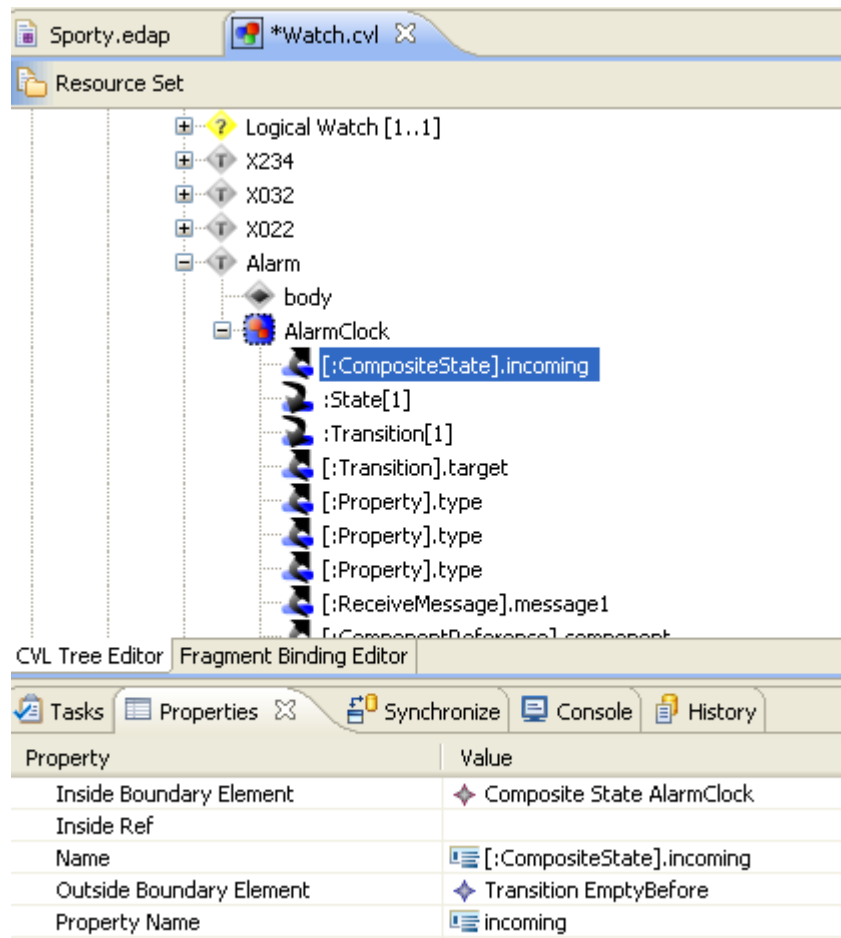 Sporty.edap *Watch.cvl
Resource Set
Logical Watch [1..1]
X234
X032
X022
Alarm
body
AlarmClock
[:CompositeState].incoming
:State[1]
:Transition[1]
[:Transition].target
[:Property].type
[:Property].type
[:Property].type
[:ReceiveMessage].message1
[:ComponentReference].component
CVL Tree Editor Fragment Binding Editor
Tasks Properties Synchronize Console History
Property Value
Inside Boundary Element Composite State AlarmClock
Inside Ref
Name [:CompositeState].incoming
Outside Boundary Element Transition EmptyBefore
Property Name incoming